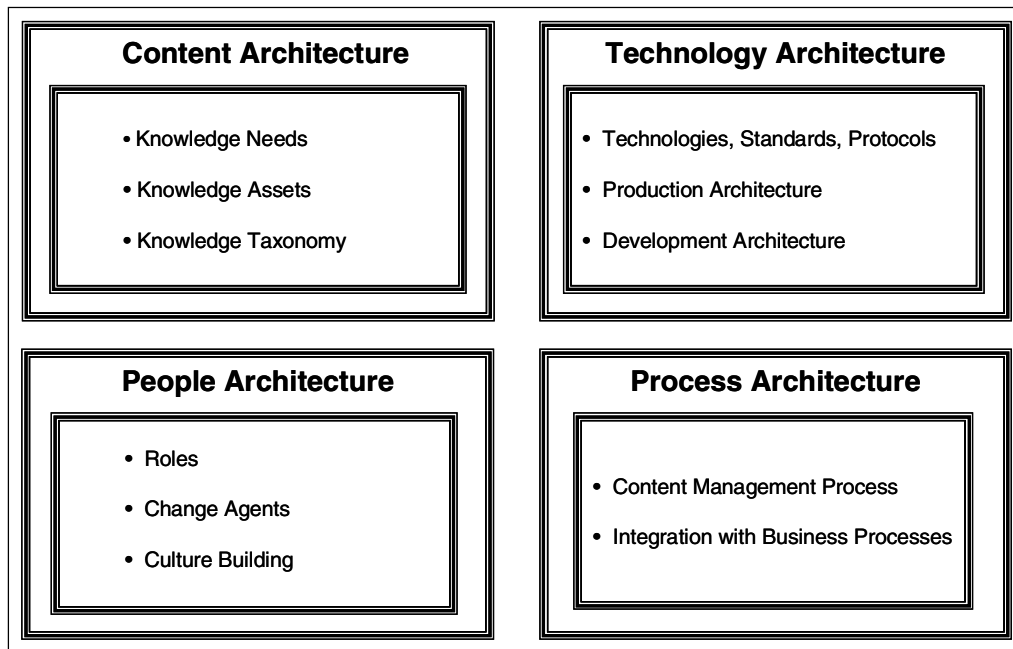 Content Architecture
• Knowledge Needs
• Knowledge Assets
• Knowledge Taxonomy
Technology Architecture
• Technologies, Standards, Protocols
• Production Architecture
• Development Architecture
People Architecture
• Roles
• Change Agents
• Culture Building
Process Architecture
• Content Management Process
• Integration with Business Processes